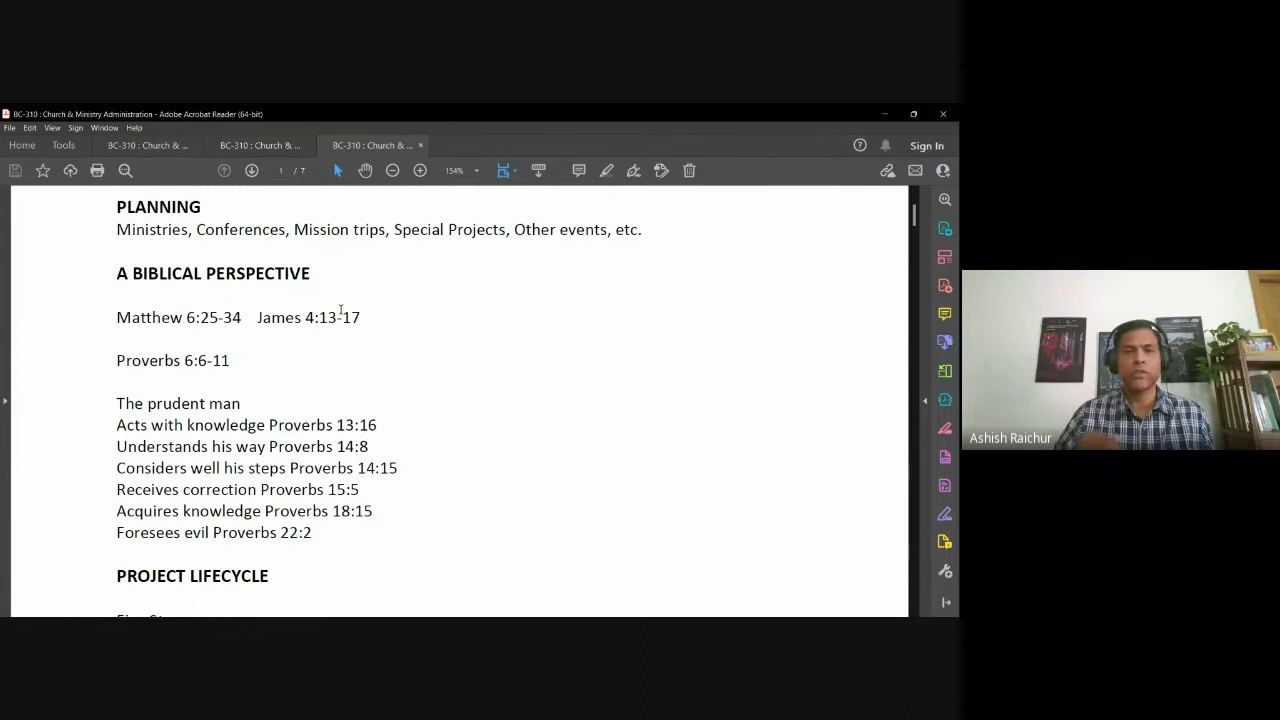 BC-310 : Church & Ministry Administration - Adobe Acrobat Reader (64-bit)
File Edit View Sign Window Help
Home Tools BC-310 : Church & ... BC-310 : Church & ... BC-310 : Church & ... Sign In
1 / 7 154%
PLANNING
Ministries, Conferences, Mission trips, Special Projects, Other events, etc.
A BIBLICAL PERSPECTIVE
Matthew 6:25-34 James 4:13-17
Proverbs 6:6-11
The prudent man
Acts with knowledge Proverbs 13:16
Understands his way Proverbs 14:8
Considers well his steps Proverbs 14:15
Receives correction Proverbs 15:5
Acquires knowledge Proverbs 18:15
Foresees evil Proverbs 22:2
PROJECT LIFECYCLE
Ashish Raichur